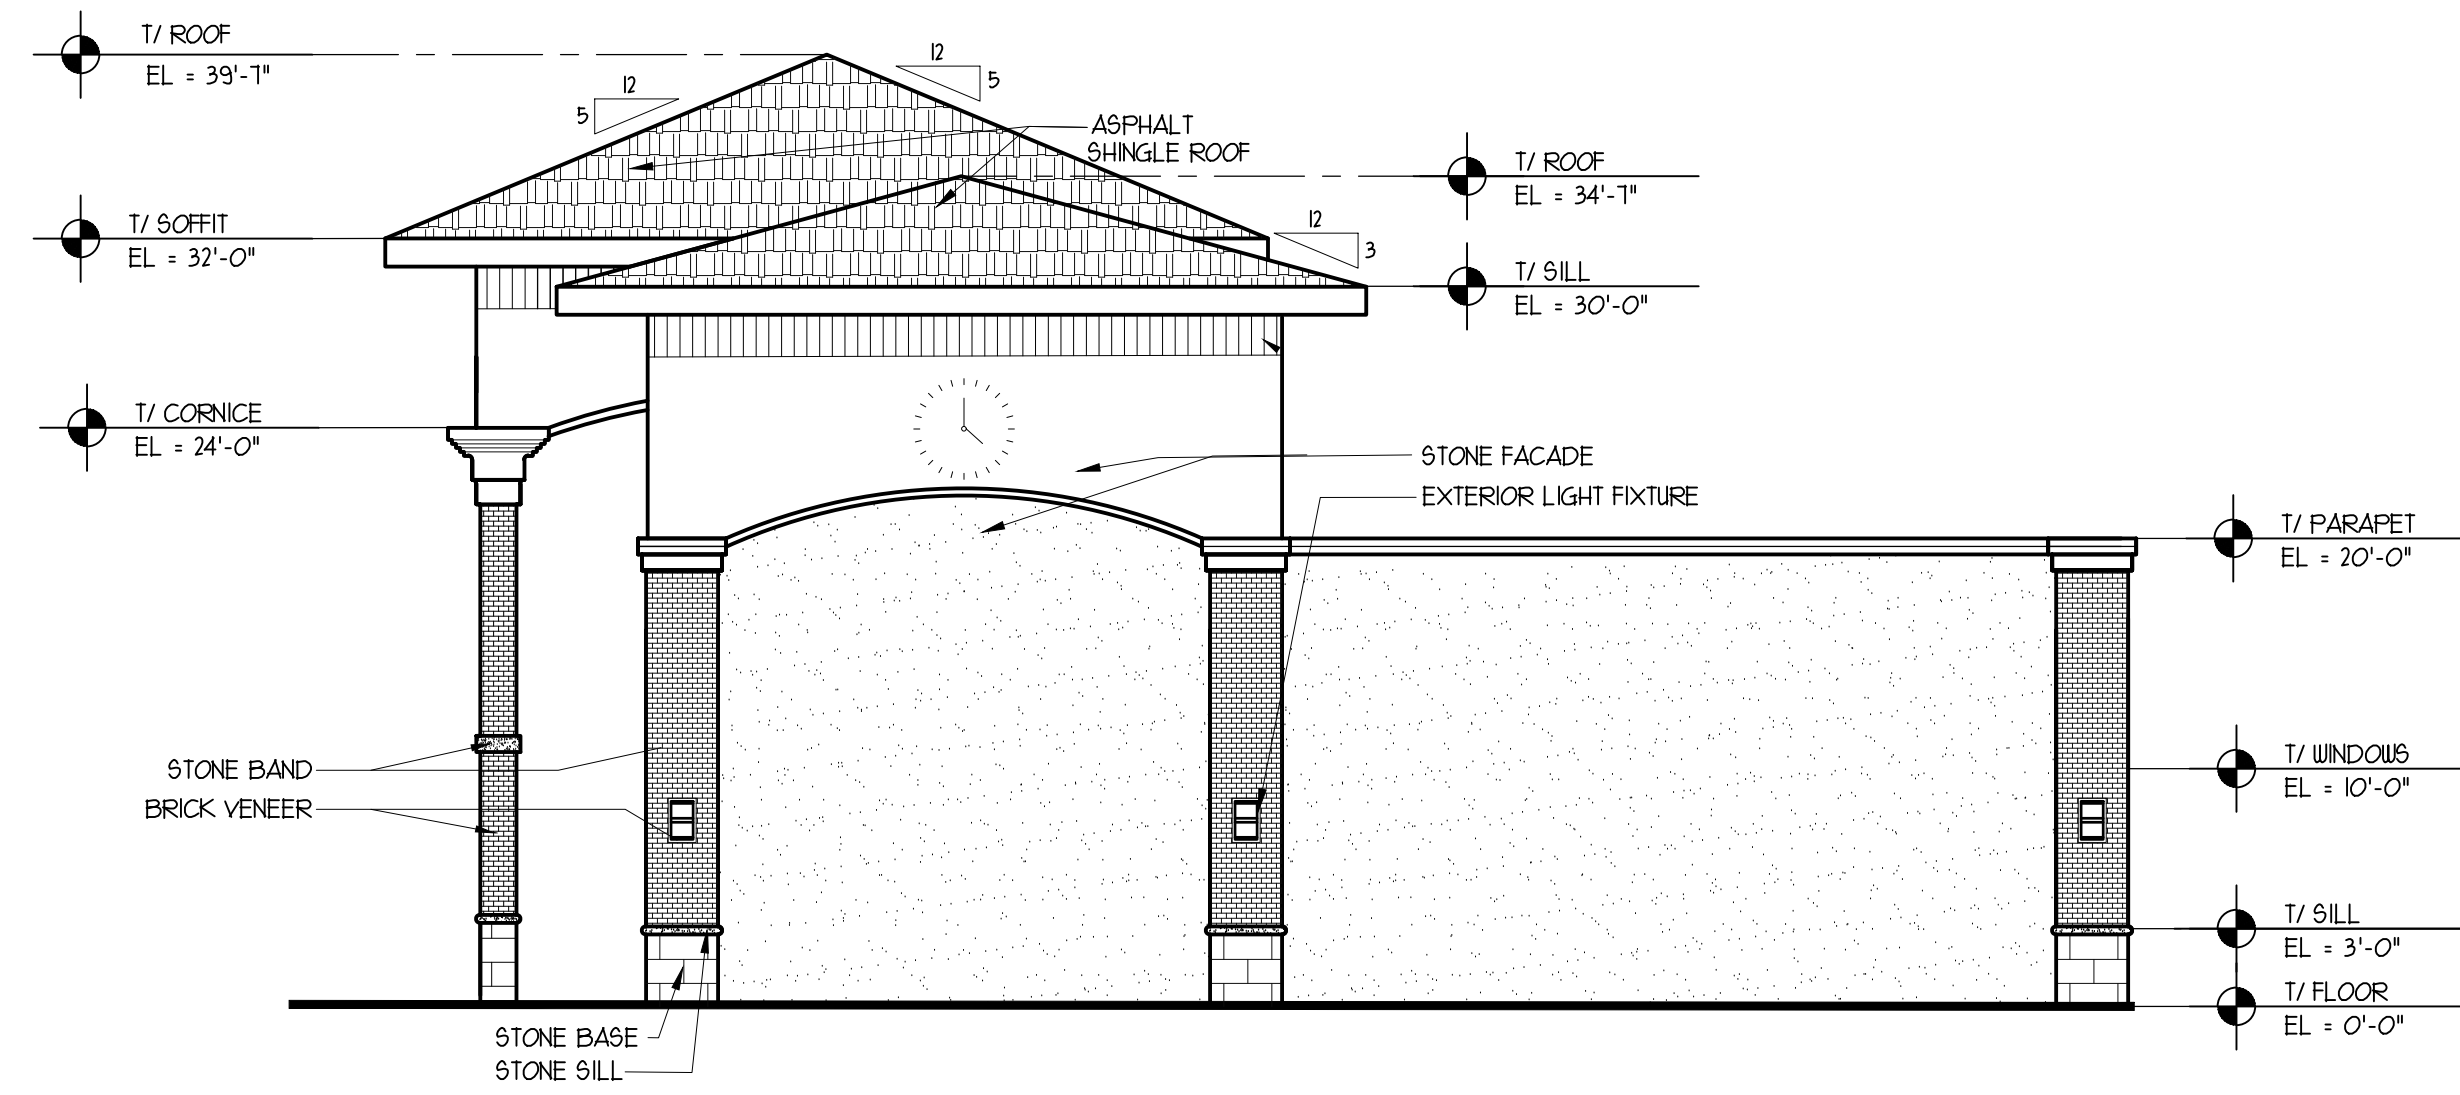 T/ ROOF
EL = 39'-7"
12
5
12
5
ASPHALT
SHINGLE ROOF
T/ ROOF
EL = 34'-7"
T/ SOFFIT
EL = 32'-0"
12
3
T/ SILL
EL = 30'-0"
T/ CORNICE
EL = 24'-0"
STONE FACADE
EXTERIOR LIGHT FIXTURE
T/ PARAPET
EL = 20'-0"
STONE BAND
BRICK VENEER
T/ WINDOWS
EL = 10'-0"
T/ SILL
EL = 3'-0"
T/ FLOOR
EL = 0'-0"
STONE BASE
STONE SILL